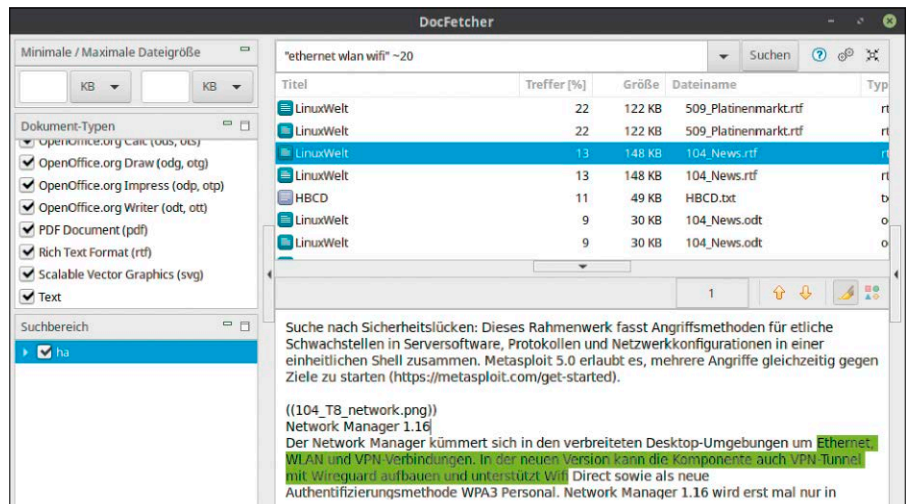 DocFetcher
Minimale / Maximale Dateigröße
KB KB
Dokument-Typen
OpenOffice.org Calc (ods, ots)
OpenOffice.org Draw (odg, otg)
OpenOffice.org Impress (odp, otp)
OpenOffice.org Writer (odt, ott)
PDF Document (pdf)
Rich Text Format (rtf)
Scalable Vector Graphics (svg)
Text
Suchbereich
ha
"ethernet wlan wifi" ~20 Suchen
Titel Treffer [%] Größe Dateiname Typ
LinuxWelt 22 122 KB 509_Platinenmarkt.rtf rt
LinuxWelt 22 122 KB 509_Platinenmarkt.rtf rt
LinuxWelt 13 148 KB 104_News.rtf rt
LinuxWelt 13 148 KB 104_News.rtf rt
HBCD 11 49 KB HBCD.txt
LinuxWelt 9 30 KB 104_News.odt o
LinuxWelt 9 30 KB 104_News.odt o
1
Suche nach Sicherheitslücken: Dieses Rahmenwerk fasst Angriffsmethoden für etliche
Schwachstellen in Serversoftware, Protokollen und Netzwerkkonfigurationen in einer
einheitlichen Shell zusammen. Metasploit 5.0 erlaubt es, mehrere Angriffe gleichzeitig gegen
Ziele zu starten (https://metasploit.com/get-started).
((104_T8_network.png))
Network Manager 1.16
Der Network Manager kümmert sich in den verbreiteten Desktop-Umgebungen um Ethernet,
WLAN und VPN-Verbindungen. In der neuen Version kann die Komponente auch VPN-Tunnel
mit Wireguard aufbauen und unterstützt Wifi Direct sowie als neue
Authentifizierungsmethode WPA3 Personal. Network Manager 1.16 wird erst mal nur in